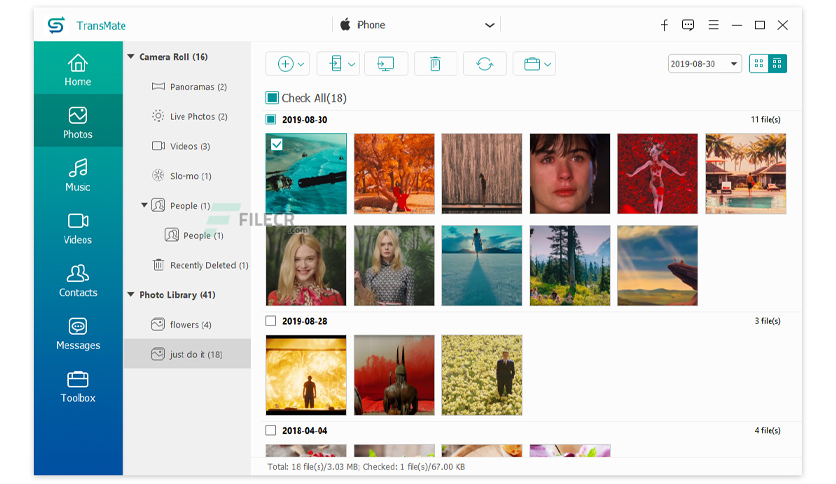 TransMate
iPhone
Home
Photos
Music
Videos
Contacts
Messages
Toolbox
Camera Roll (16)
Panoramas (2)
Live Photos (2)
Videos (3)
Slo-mo (1)
People (1)
People (1)
Recently Deleted (1)
Photo Library (41)
flowers (4)
just do it (18)
FILECR
.com
2019-08-30
Check All(18)
2019-08-30
11 file(s)
2019-08-28
3 file(s)
2018-04-04
4 file(s)
Total: 18 file(s)/3.03 MB; Checked: 1 file(s)/67.00 KB